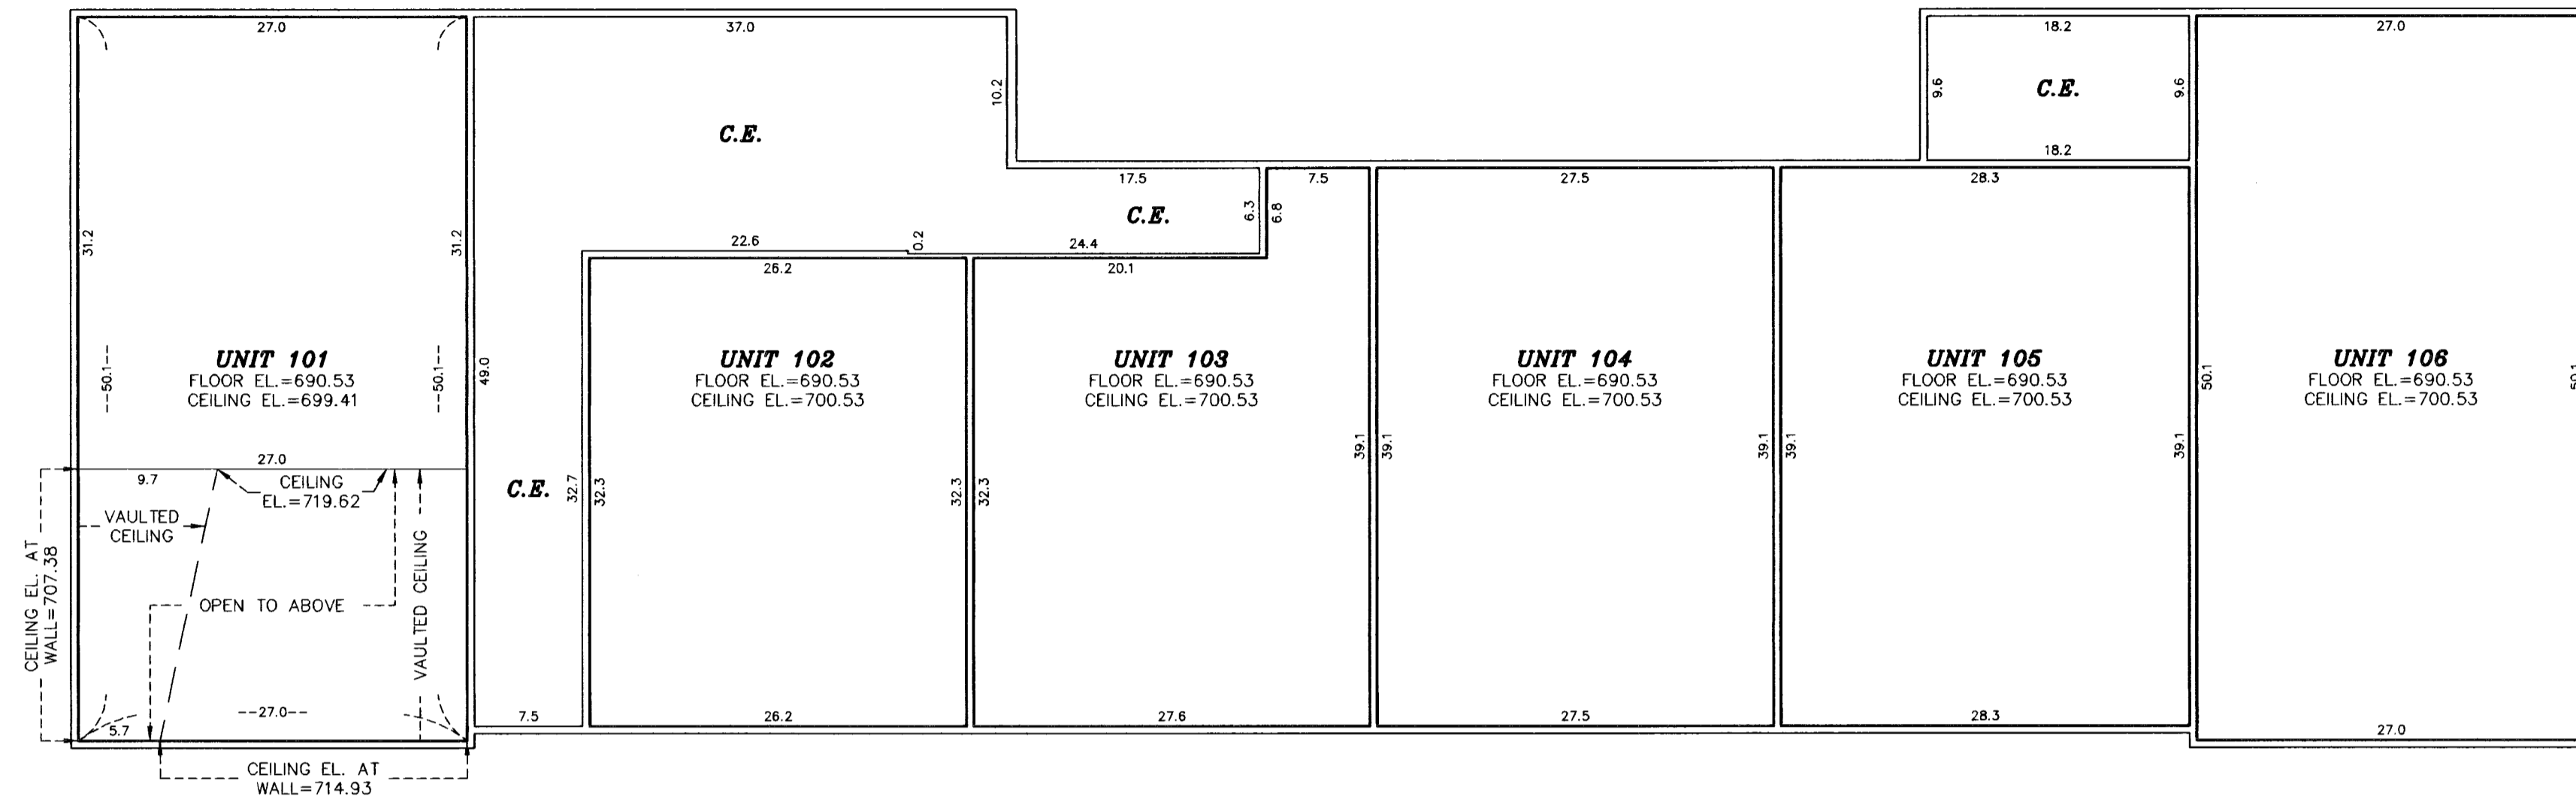 27.0
37.0
18.2
27.0
10.2
9.6
C.E.
9.6
C.E.
18.2
17.5
7.5
27.5
28.3
31.2
31.2
C.E.
6.3
6.8
22.6
0.2
24.4
26.2
20.1
UNIT 101
FLOOR EL.=690.53
CEILING EL.=699.41
--50.1--
--50.1--
49.0
UNIT 102
FLOOR EL.=690.53
CEILING EL.=700.53
UNIT 103
FLOOR EL.=690.53
CEILING EL.=700.53
UNIT 104
FLOOR EL.=690.53
CEILING EL.=700.53
UNIT 105
FLOOR EL.=690.53
CEILING EL.=700.53
50.1
UNIT 106
FLOOR EL.=690.53
CEILING EL.=700.53
50.1
39.1
39.1
39.1
39.1
39.1
27.0
9.7
CEILING
EL.=719.62
C.E.
32.7
32.3
32.3
32.3
VAULTED
CEILING
CEILING EL. AT
WALL=707.38
OPEN TO ABOVE
VAULTED CEILING
5.7
--27.0--
7.5
26.2
27.6
27.5
28.3
27.0
CEILING EL. AT
WALL=714.93